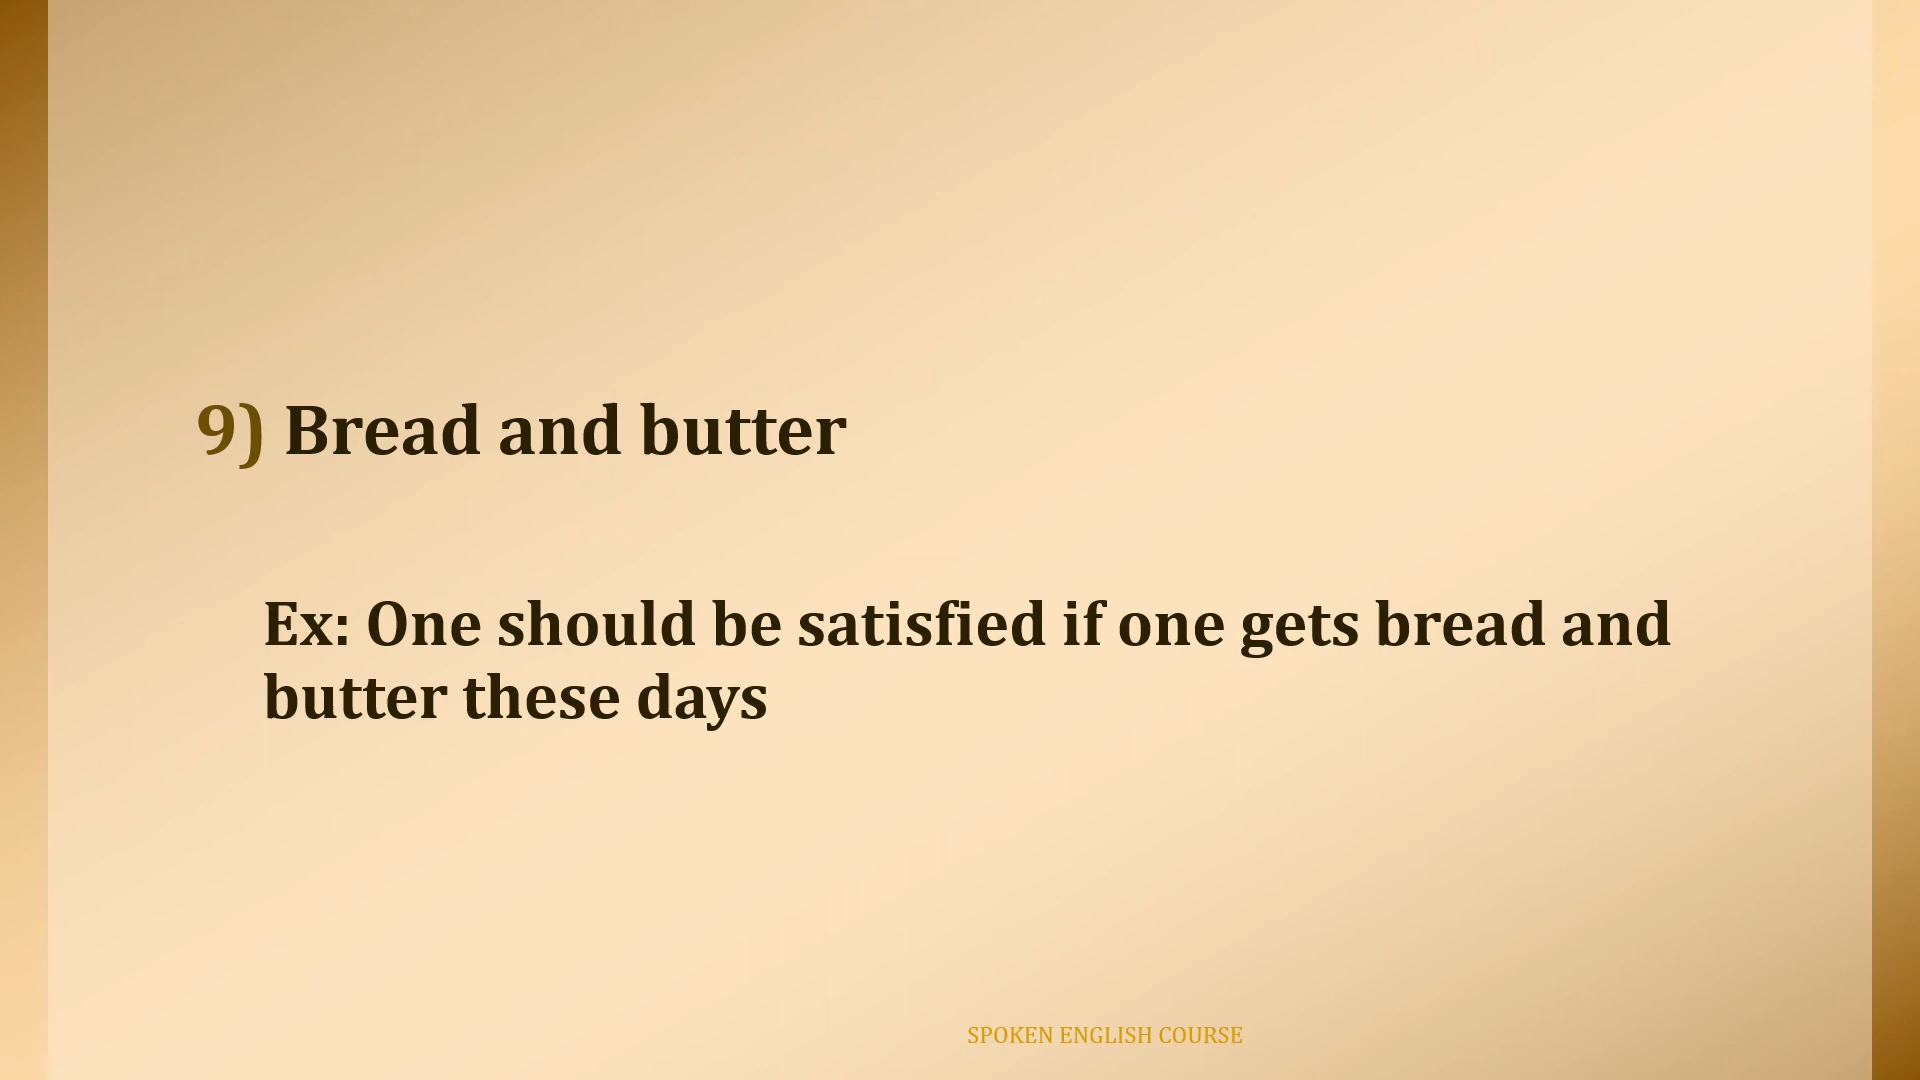 9) Bread and butter
Ex: One should be satisfied if one gets bread and
butter these days
SPOKEN ENGLISH COURSE